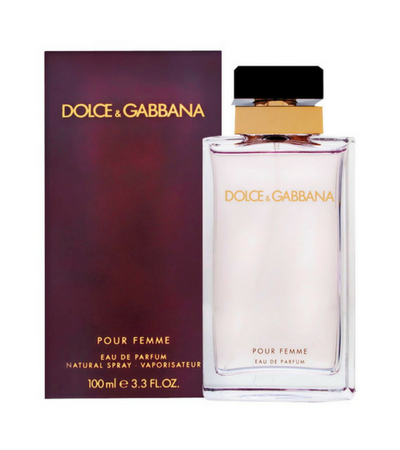 DOLCE & GABBANA
POUR FEMME
EAU DE PARFUM
NATURAL SPRAY · VAPORISATEUR
100 ml e 3.3 FL.OZ.
DOLCE & GABBANA
POUR FEMME
EAU DE PARFUM